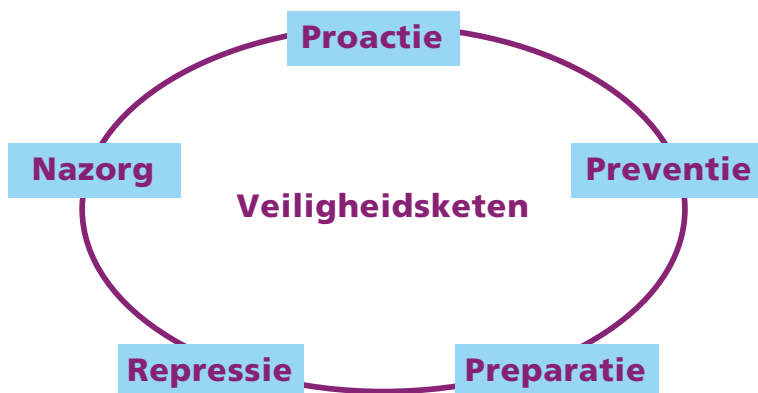 Proactie
Nazorg
Preventie
Veiligheidsketen
Repressie
Preparatie